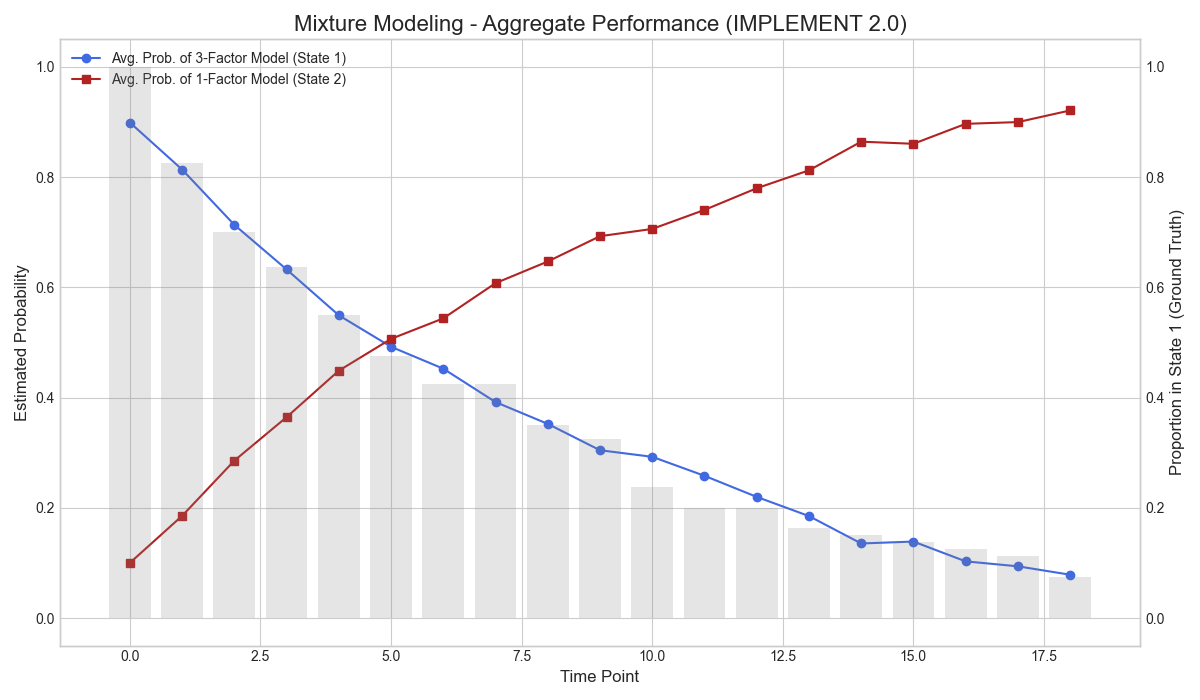 Mixture Modeling - Aggregate Performance (IMPLEMENT 2.0)
Avg. Prob. of 3-Factor Model (State 1)
Avg. Prob. of 1-Factor Model (State 2)
Estimated Probability
1.0
0.8
0.6
0.4
0.2
0.0
1.0
0.8
0.6
0.4
0.2
0.0
Proportion in State 1 (Ground Truth)
0.0 2.5 5.0 7.5 10.0 12.5 15.0 17.5
Time Point